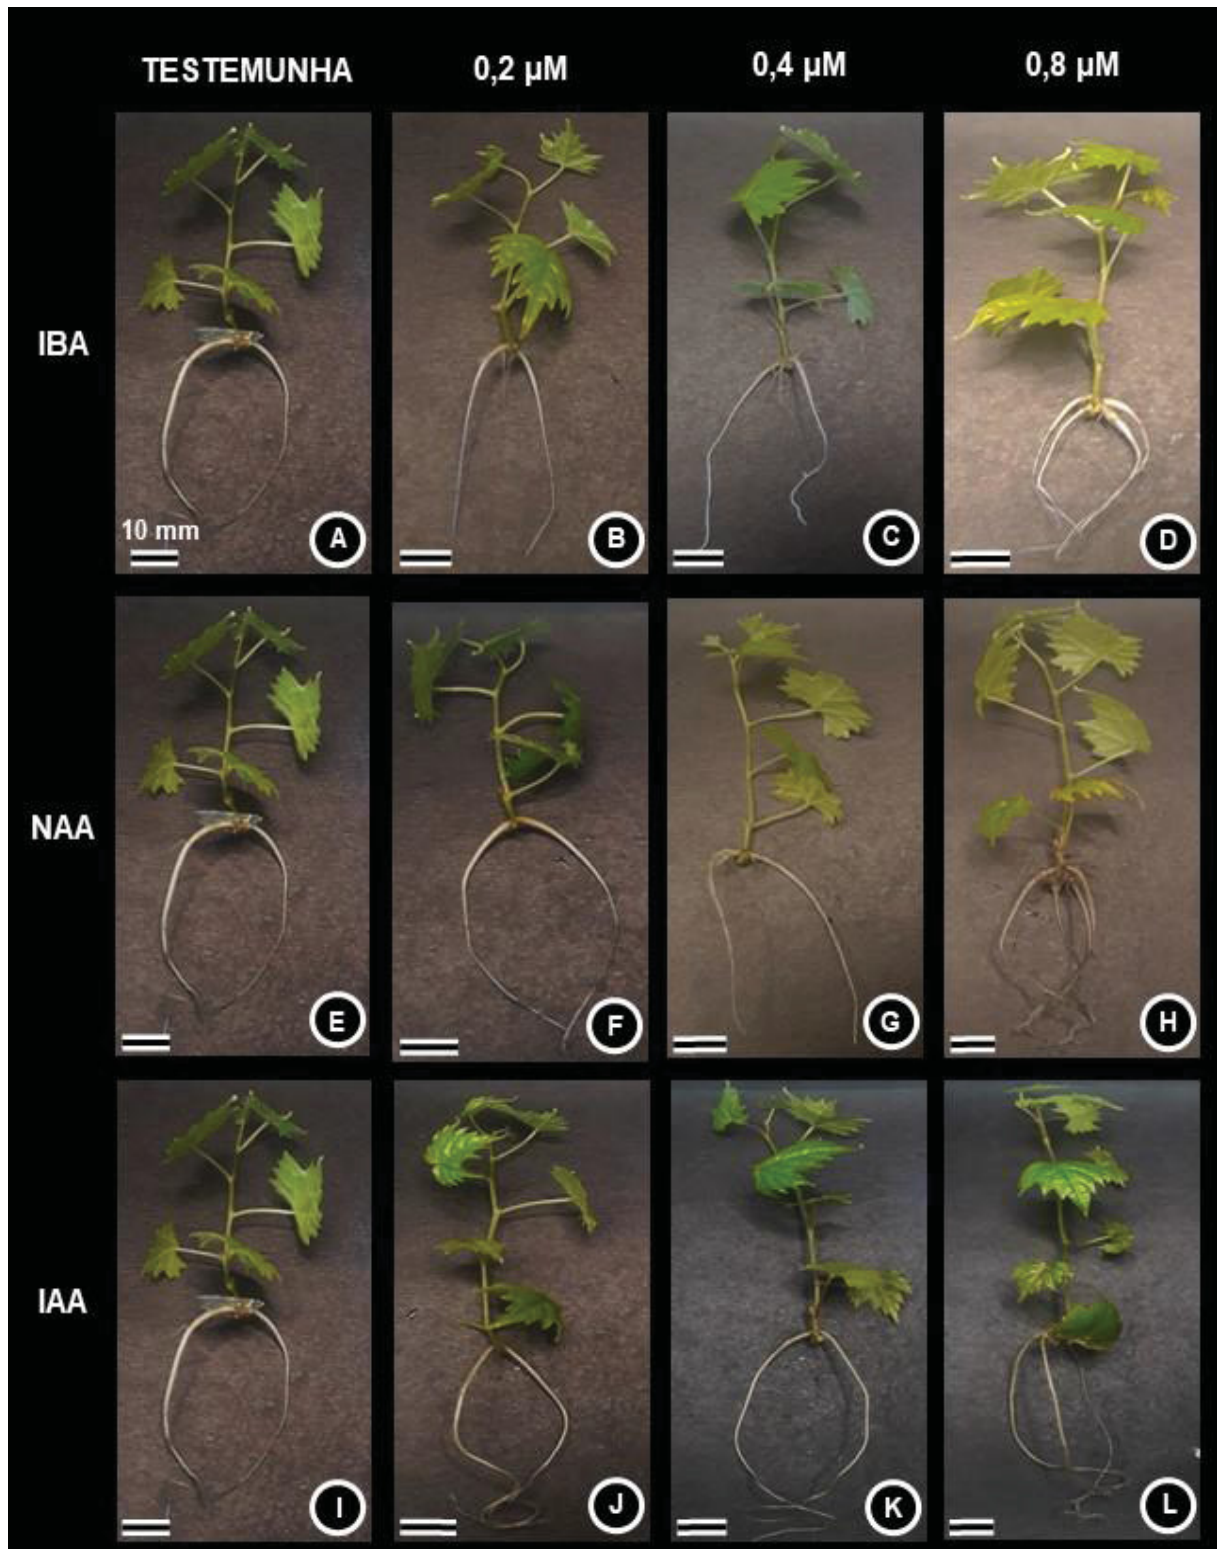 TESTEMUNHA 0,2 µM 0,4 µM 0,8 µM
IBA
10 mm
A B C D
NAA
E F G H
IAA
I J K L